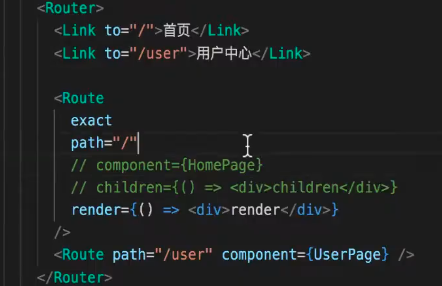 <Router>
<Link to="/">首页</Link>
<Link to="/user">用户中心</Link>
<Route
exact
path="/"
// component={HomePage}
// children={() => <div>children</div>}
render={() => <div>render</div>}
/>
<Route path="/user" component={UserPage} />
</Router>